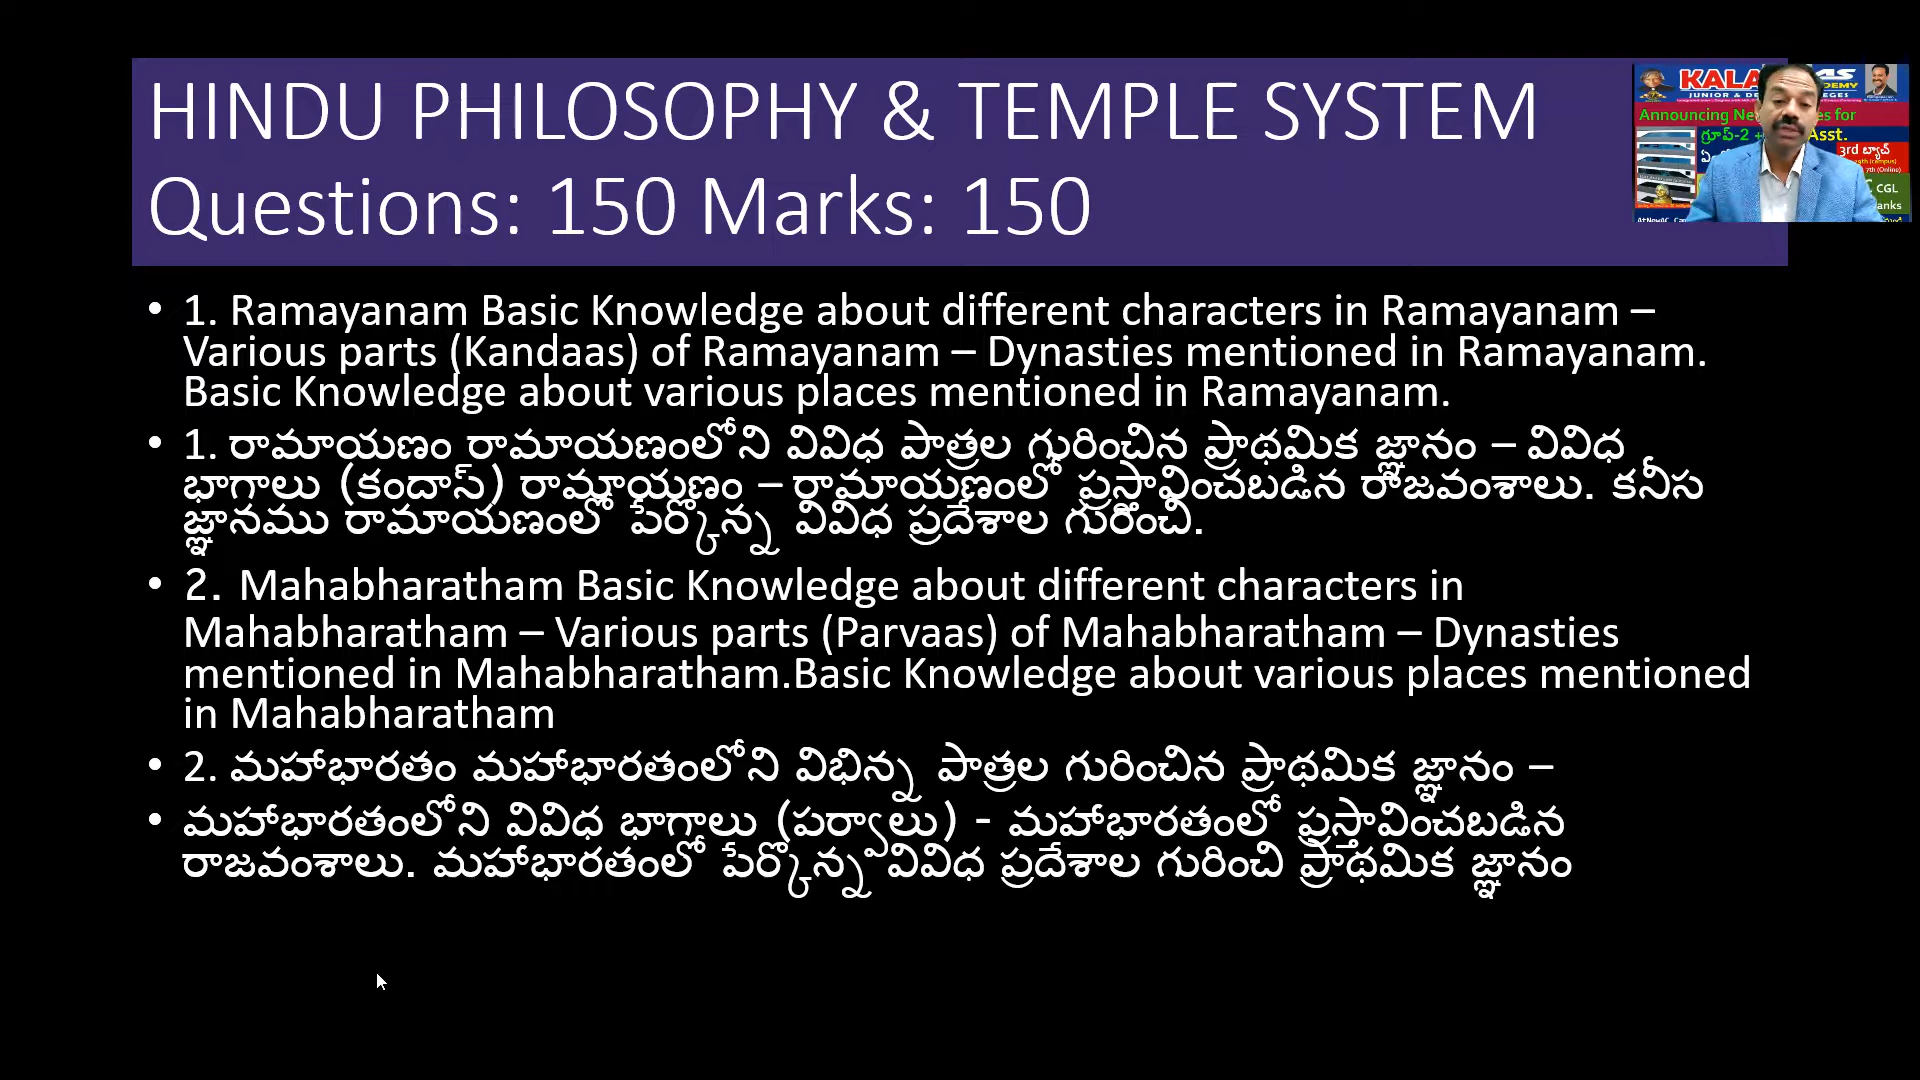 HINDU PHILOSOPHY & TEMPLE SYSTEM
Questions: 150 Marks: 150
• 1. Ramayanam Basic Knowledge about different characters in Ramayanam –
Various parts (Kandaas) of Ramayanam – Dynasties mentioned in Ramayanam.
Basic Knowledge about various places mentioned in Ramayanam.
• 1. రామాయణం రామాయణంలోని వివిధ పాత్రల గురించిన ప్రాథమిక జ్ఞానం – వివిధ
భాగాలు (కందాస్) రామాయణం – రామాయణంలో ప్రస్తావించబడిన రాజవంశాలు. కనీస
జ్ఞానము రామాయణంలో పేర్కొన్న వివిధ ప్రదేశాల గురించి.
• 2. Mahabharatham Basic Knowledge about different characters in
Mahabharatham – Various parts (Parvaas) of Mahabharatham – Dynasties
mentioned in Mahabharatham.Basic Knowledge about various places mentioned
in Mahabharatham
• 2. మహాభారతం మహాభారతంలోని విభిన్న పాత్రల గురించిన ప్రాథమిక జ్ఞానం –
• మహాభారతంలోని వివిధ భాగాలు (పర్వాలు) - మహాభారతంలో ప్రస్తావించబడిన
రాజవంశాలు. మహాభారతంలో పేర్కొన్న వివిధ ప్రదేశాల గురించి ప్రాథమిక జ్ఞానం
KALA
Announcing
for
గ్రూప్-2 +
Asst.
3rd బ్యాచ్
CGL